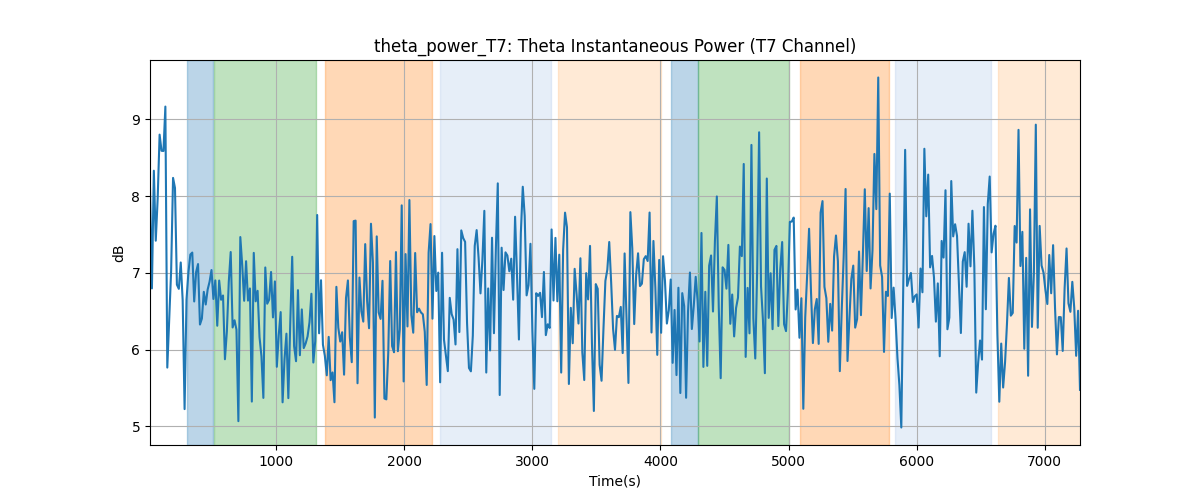 theta_power_T7: Theta Instantaneous Power (T7 Channel)
dB
9
8
7
6
5
1000 2000 3000 4000 5000 6000 7000
Time(s)